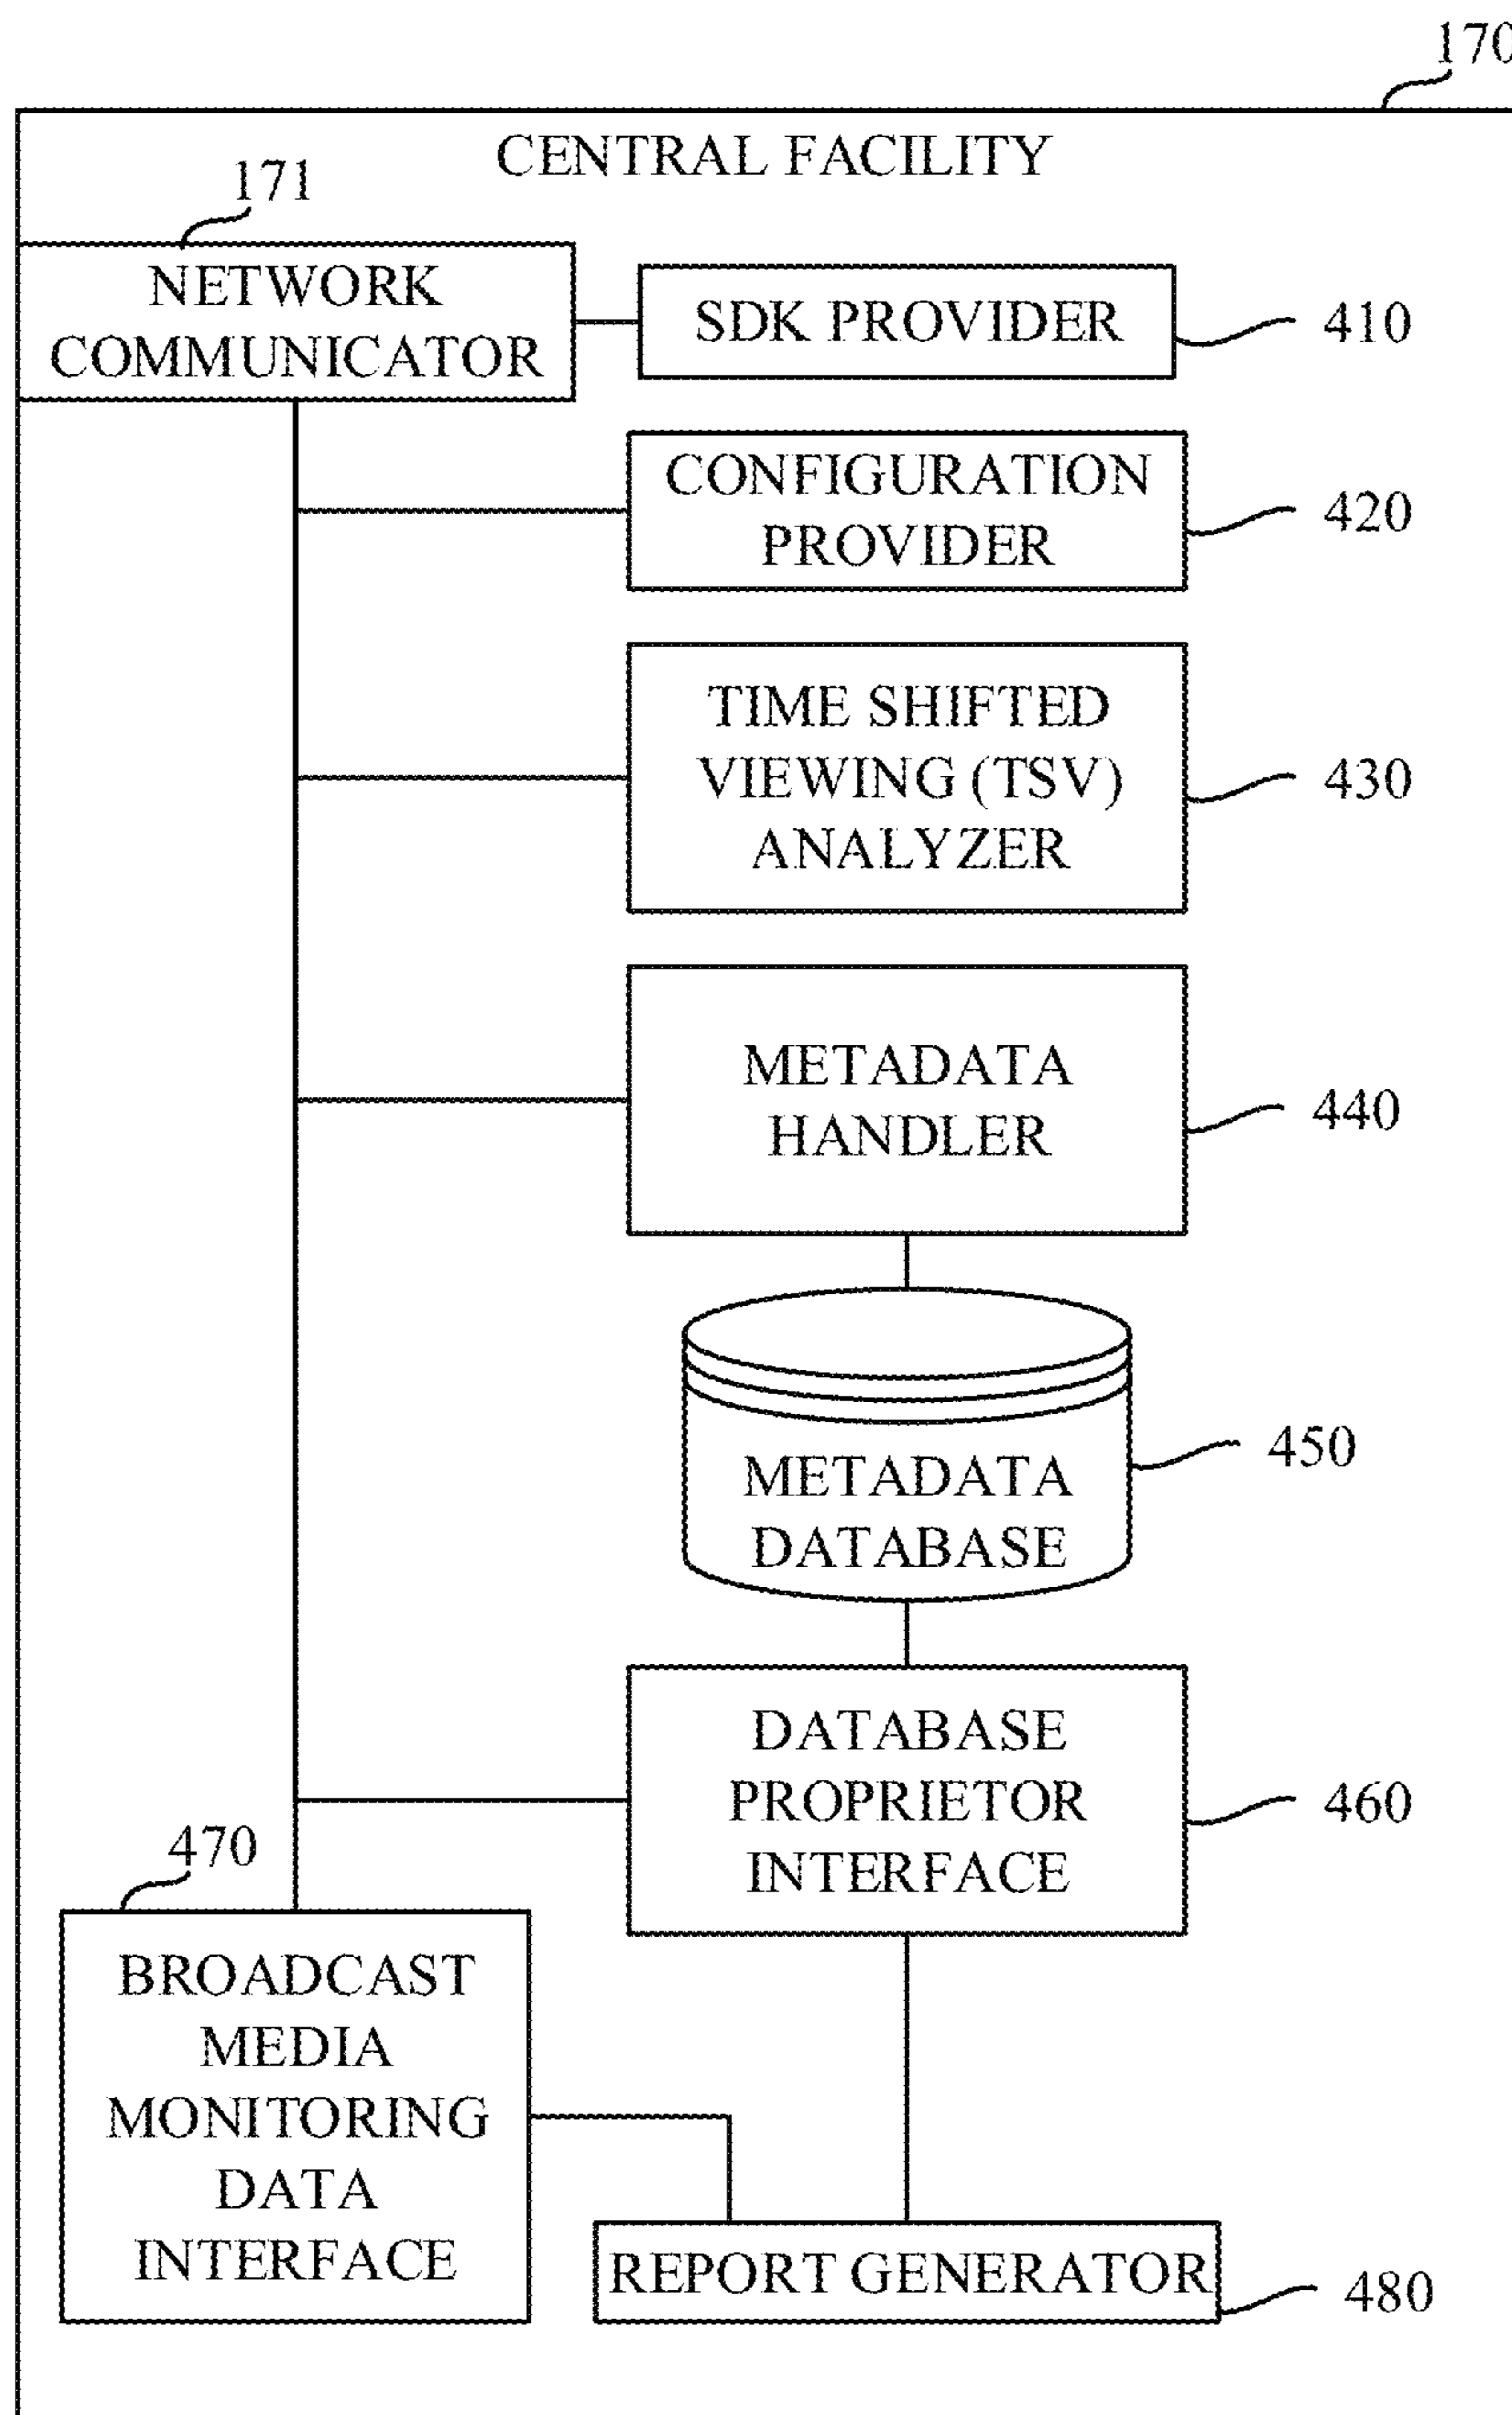 170
CENTRAL FACILITY
171
NETWORK
COMMUNICATOR
SDK PROVIDER
410
CONFIGURATION
PROVIDER
420
TIME SHIFTED
VIEWING (TSV)
ANALYZER
430
METADATA
HANDLER
440
METADATA
DATABASE
450
DATABASE
PROPRIETOR
INTERFACE
460
470
BROADCAST
MEDIA
MONITORING
DATA
INTERFACE
REPORT GENERATOR
480